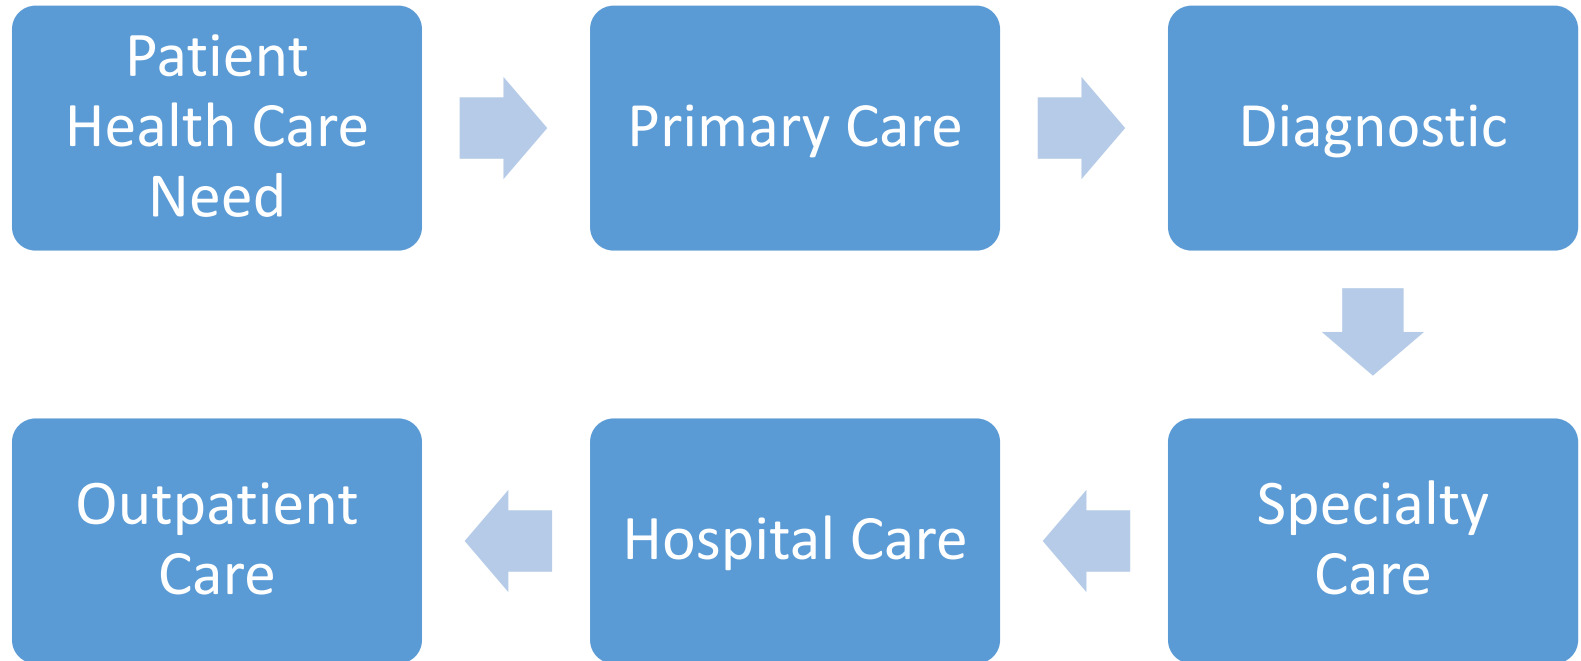 Patient
Health Care
Need
Primary Care
Diagnostic
Specialty
Care
Hospital Care
Outpatient
Care